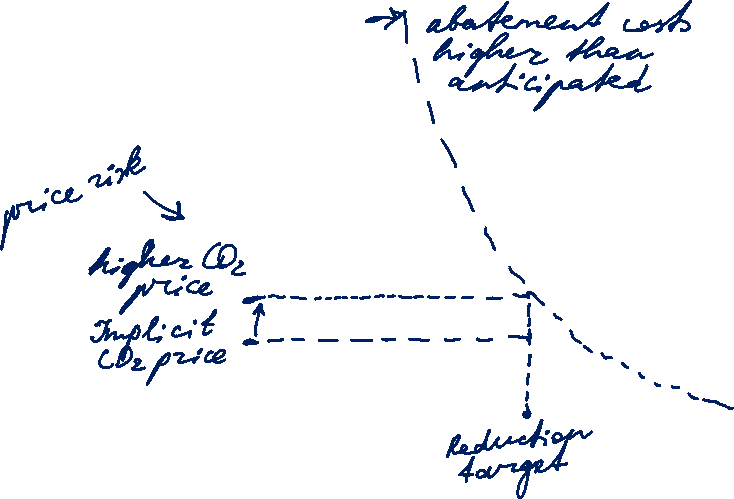 abatement costs
higher than
anticipated
price risk
higher CO2
price
Implicit
CO2 price
Reduction
target